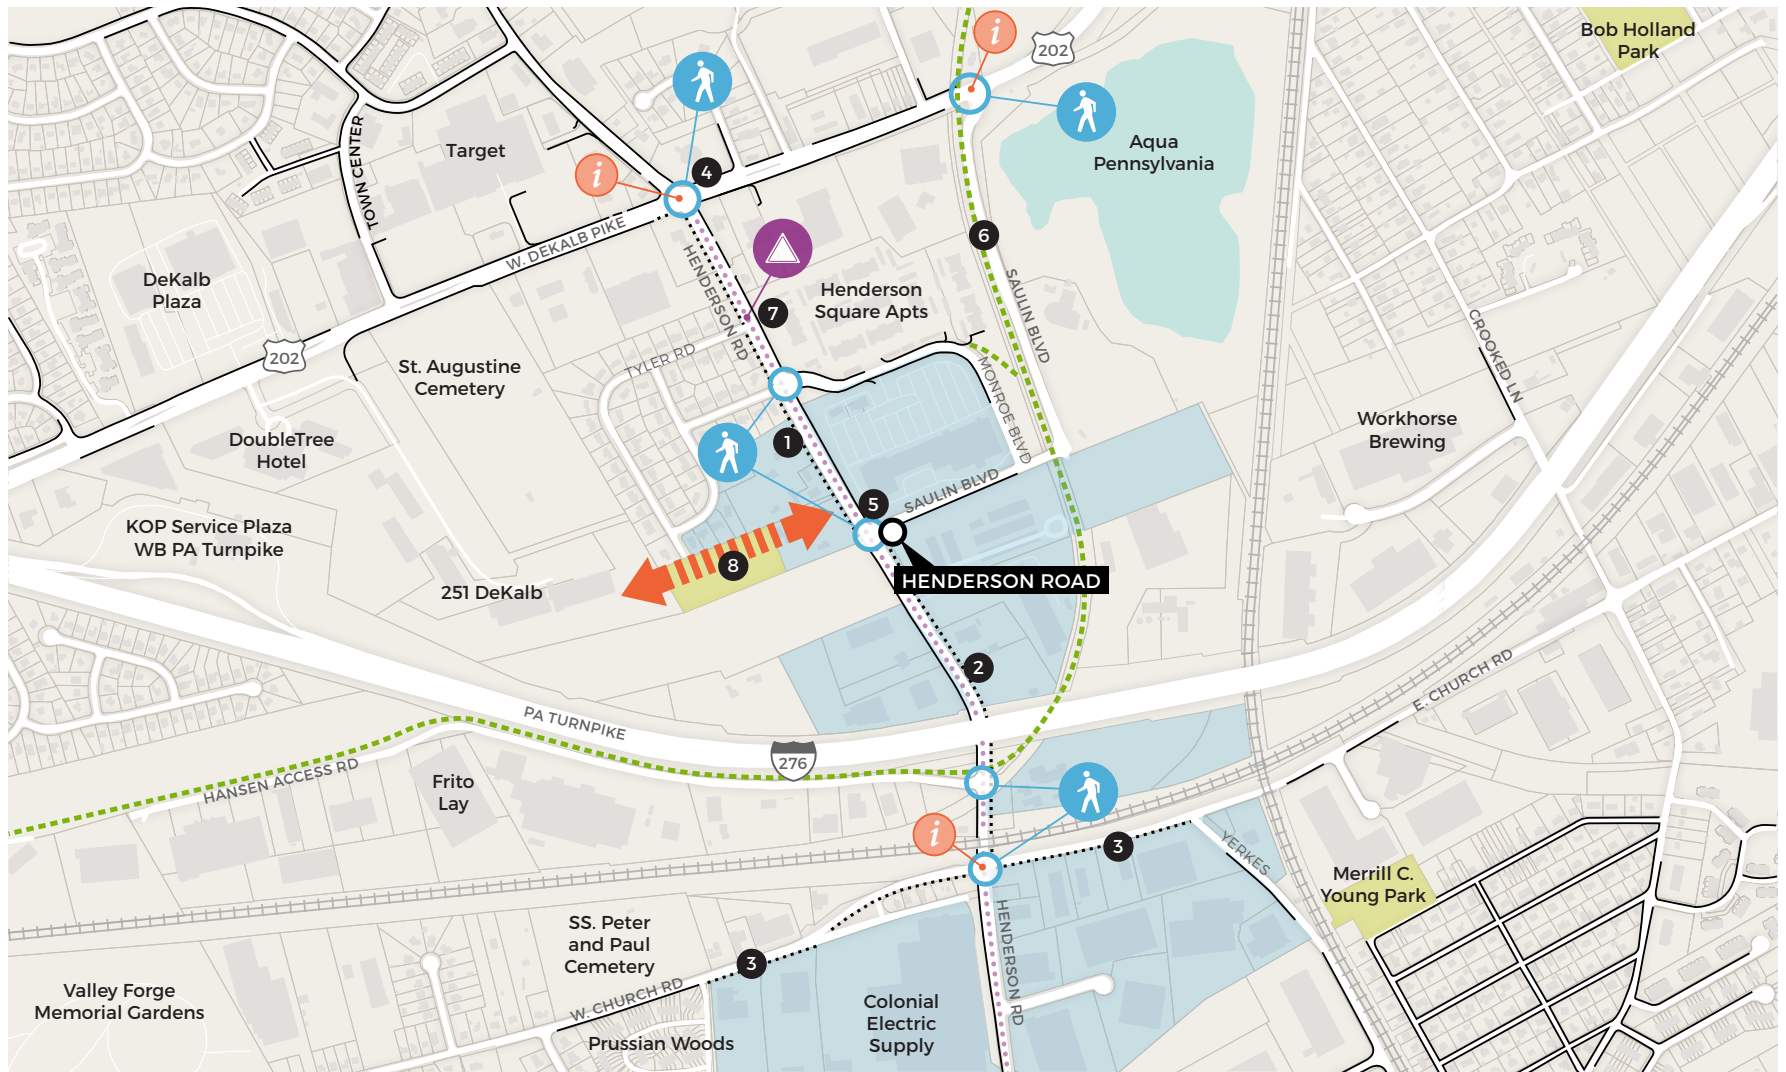 Bob Holland
Park
i
202
Aqua
Pennsylvania
TOWN CENTER
Target
i
4
W. DEKALB PIKE
6
HENDERSON RD
DeKalb
Plaza
Henderson
Square Apts
7
SAULIN BLVD
202
TYLER RD
St. Augustine
Cemetery
MONROE BLVD
CROOKED LN
Workhorse
Brewing
DoubleTree
Hotel
1
SAULIN BLVD
5
KOP Service Plaza
WB PA Turnpike
8
HENDERSON ROAD
251 DeKalb
2
E. CHURCH RD
PA TURNPIKE
276
HANSEN ACCESS RD
Frito
Lay
i
3
YERKES
Merrill C.
Young Park
SS. Peter
and Paul
Cemetery
3
HENDERSON RD
W. CHURCH RD
Valley Forge
Memorial Gardens
Colonial
Electric
Supply
Prussian Woods